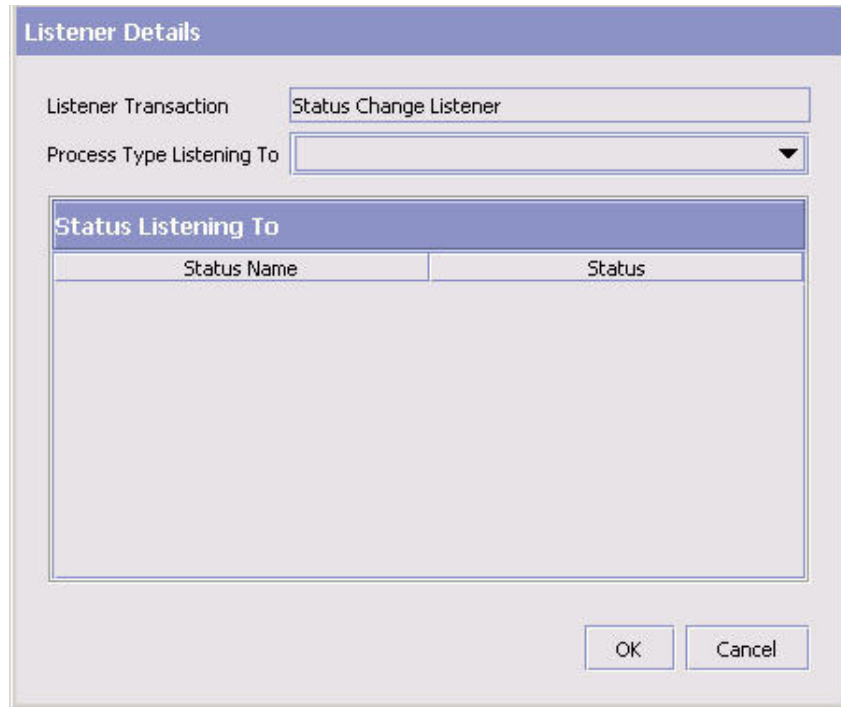 Listener Details
Listener Transaction Status Change Listener
Process Type Listening To
Status Listening To
Status Name Status
OK Cancel